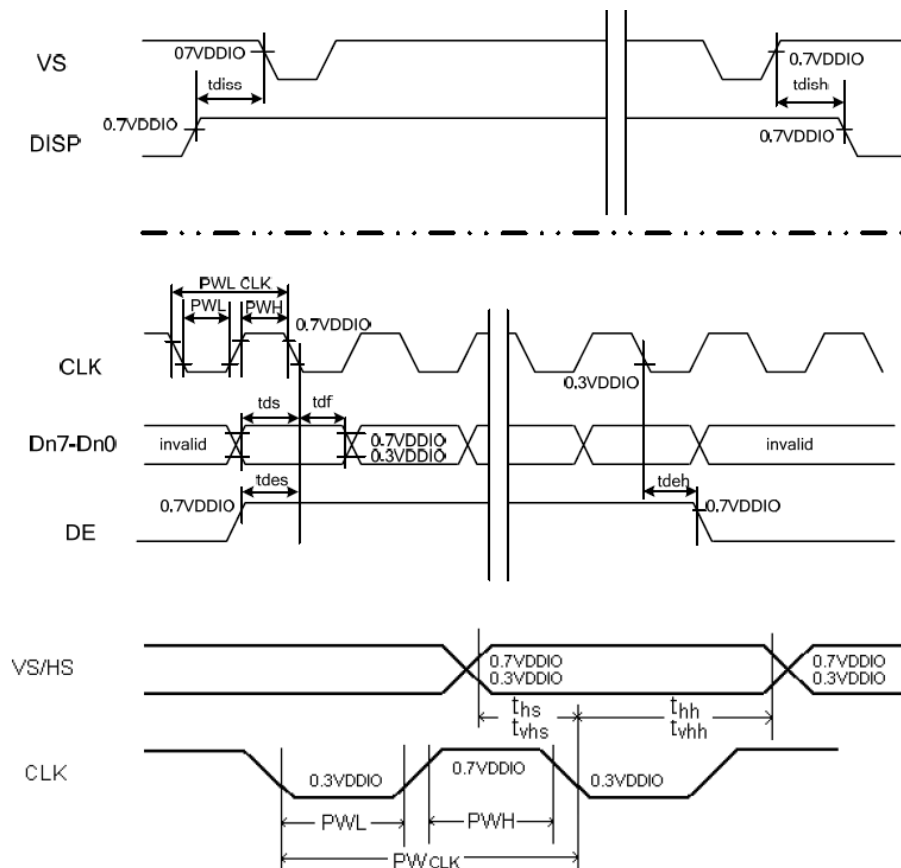 VS
07VDDIO
0.7VDDIO
tdiss
tdish
0.7VDDIO
DISP
0.7VDDIO
PWL CLK
PWL
PWH
0.7VDDIO
CLK
0.3VDDIO
tds
tdf
Dn7-Dn0
invalid
0.7VDDIO
0.3VDDIO
invalid
tdes
tdeh
0.7VDDIO
0.7VDDIO
DE
VS/HS
0.7VDDIO
0.3VDDIO
0.7VDDIO
0.3VDDIO
ths
tvhs
thh
tvhh
CLK
0.3VDDIO
0.7VDDIO
0.3VDDIO
PWL
PWH
PWCLK